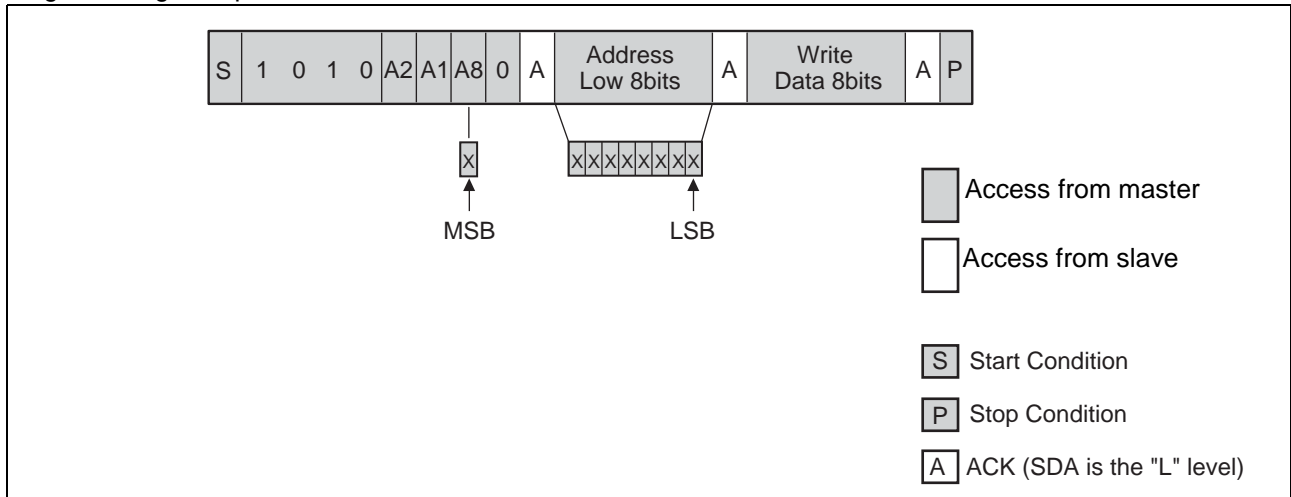 S 1 0 1 0 A2 A1 A8 0 A Address Low 8bits A Write Data 8bits A P
X XXXXXXXX
MSB LSB
Access from master
Access from slave
S Start Condition
P Stop Condition
A ACK (SDA is the "L" level)